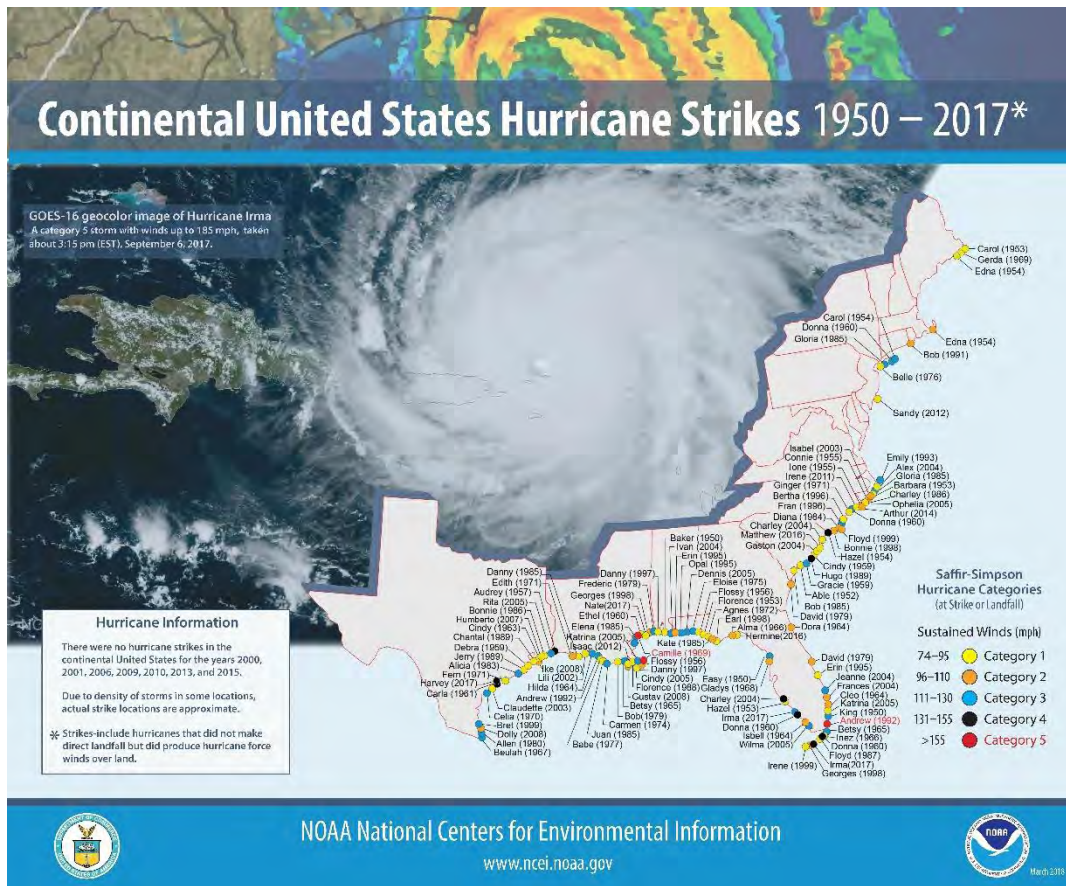 Continental United States Hurricane Strikes 1950 – 2017*
GOES-16 geocolor image of Hurricane Irma
A category 5 storm with winds up to 185 mph, taken
about 3:15 pm (EST), September 6, 2017.
Carol (1953)
Gerda (1969)
Edna (1954)
Carol (1954)
Donna (1960)
Gloria (1985)
Edna (1954)
Bob (1991)
Belle (1976)
Sandy (2012)
Isabel (2003)
Connie (1955)
Ione (1955)
Irene (2011)
Ginger (1971)
Bertha (1996)
Fran (1996)
Diana (1984)
Charley (2004)
Matthew (2016)
Gaston (2004)
Emily (1993)
Alex (2004)
Gloria (1985)
Barbara (1953)
Charley (1986)
Ophelia (2005)
Arthur (2014)
Donna (1960)
Floyd (1999)
Bonnie (1998)
Hazel (1954)
Cindy (1959)
Hugo (1989)
Gracie (1959)
Able (1952)
Bob (1985)
David (1979)
Dora (1964)
Baker (1950)
Ivan (2004)
Erin (1995)
Opal (1995)
Dennis (2005)
Eloise (1975)
Flossy (1956)
Florence (1953)
Agnes (1972)
Earl (1998)
Alma (1966)
Hermine(2016)
Danny (1997)
Frederic (1979)
Georges (1998)
Nate(2017)
Ethel (1960)
Elena (1985)
Katrina (2005)
Isaac (2012)
Danny (1985)
Edith (1971)
Audrey (1957)
Rita (2005)
Bonnie (1986)
Humberto (2007)
Cindy (1963)
Chantal (1989)
Debra (1959)
Jerry (1989)
Alicia (1983)
Fern (1971)
Harvey (2017)
Carla (1961)
Kate (1985)
Camille (1969)
Flossy (1956)
Danny (1997)
Cindy (2005)
Florence (1988)
Gustav (2008)
Betsy (1965)
Bob(1979)
Carmen (1974)
Juan (1985)
Babe (1977)
Ike (2008)
Lili (2002)
Hilda (1964)
Andrew (1992)
Claudette (2003)
Celia (1970)
Bret (1999)
Dolly (2008)
Allen (1980)
Beulah (1967)
Easy (1950)
Gladys (1968)
Charley (2004)
Hazel (1953)
Irma (2017)
Donna (1960)
Isbell (1964)
Wilma (2005)
Irene (1999)
David (1979)
Erin (1995)
Jeanne (2004)
Frances (2004)
Cleo (1964)
Katrina (2005)
King (1950)
Andrew (1992)
Betsy (1965)
Inez (1966)
Donna (1960)
Floyd (1987)
Irma(2017)
Georges (1998)
Hurricane Information
There were no hurricane strikes in the
continental United States for the years 2000,
2001, 2006, 2009, 2010, 2013, and 2015.
Due to density of storms in some locations,
actual strike locations are approximate.
* Strikes-include hurricanes that did not make
direct landfall but did produce hurricane force
winds over land.
Saffir-Simpson
Hurricane Categories
(at Strike or Landfall)
Sustained Winds (mph)
74–95 Category 1
96–110 Category 2
111–130 Category 3
131–155 Category 4
>155 Category 5
NOAA National Centers for Environmental Information
www.ncei.noaa.gov
NOAA
March 2018